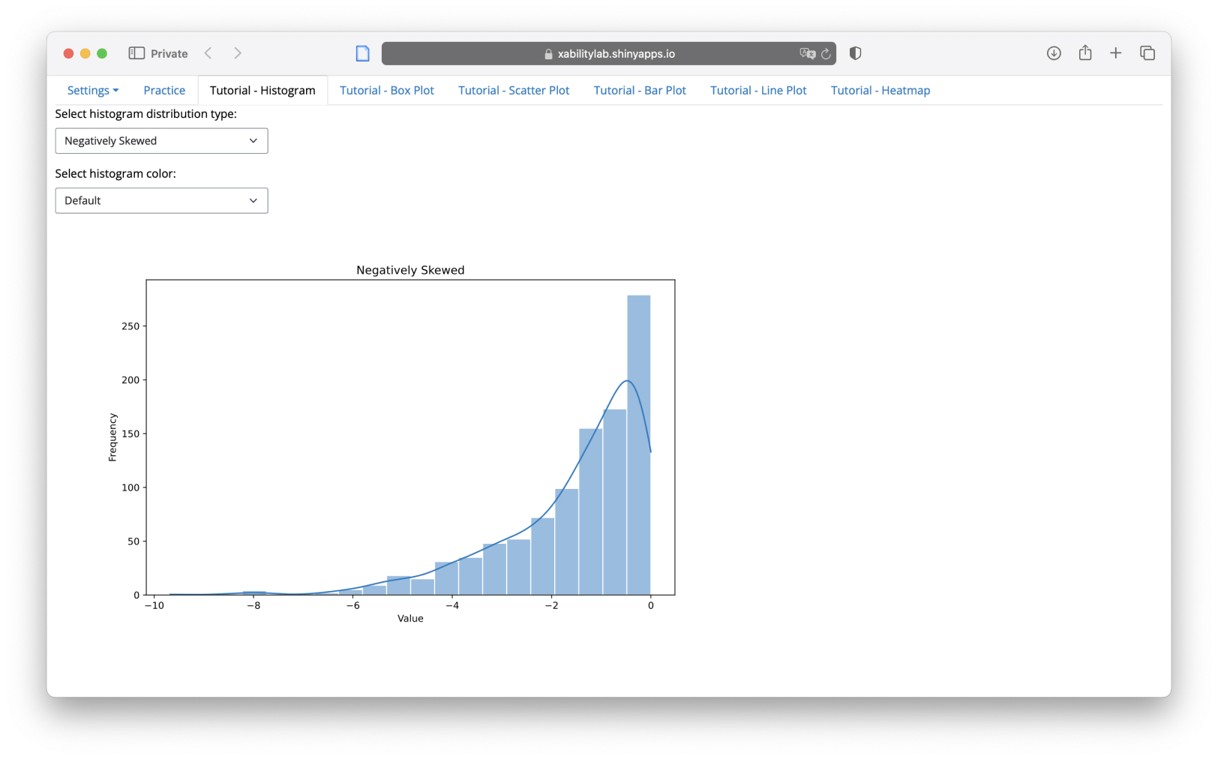 Private
xabilitylab.shinyapps.io
Settings Practice Tutorial - Histogram Tutorial - Box Plot Tutorial - Scatter Plot Tutorial - Bar Plot Tutorial - Line Plot Tutorial - Heatmap
Select histogram distribution type:
Negatively Skewed
Select histogram color:
Default
Negatively Skewed
250
200
150
100
50
0
Frequency
−10 −8 −6 −4 −2 0
Value